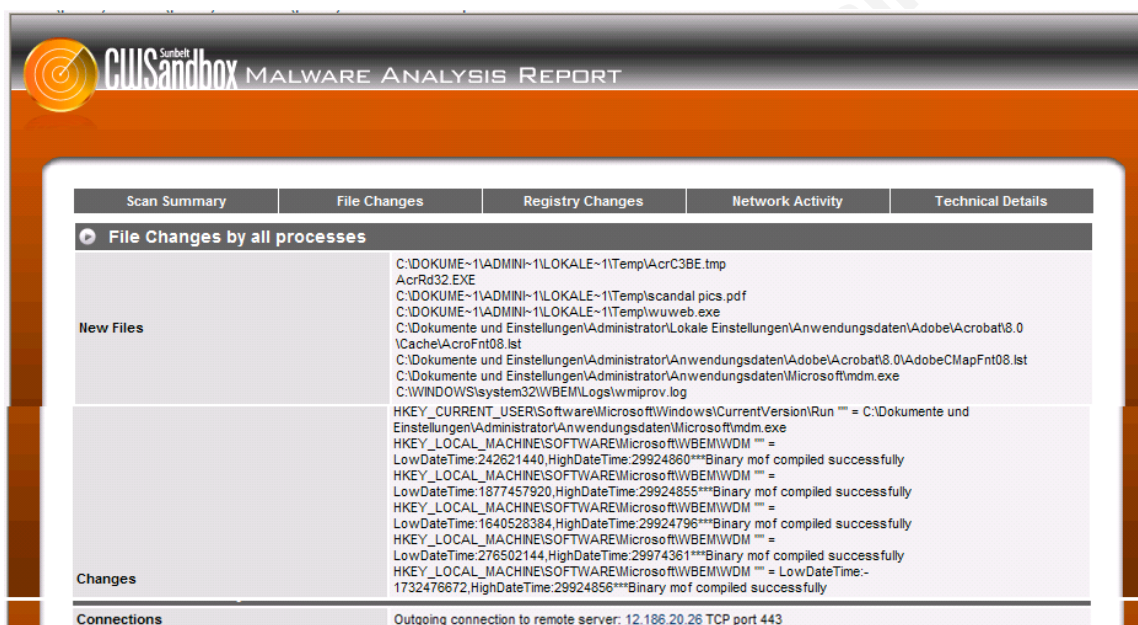 Sunbelt
CWSandbox MALWARE ANALYSIS REPORT
Scan Summary File Changes Registry Changes Network Activity Technical Details
File Changes by all processes
New Files
C:\DOKUME~1\ADMINI~1\LOKALE~1\Temp\AcrC3BE.tmp
AcrRd32.EXE
C:\DOKUME~1\ADMINI~1\LOKALE~1\Temp\scandal pics.pdf
C:\DOKUME~1\ADMINI~1\LOKALE~1\Temp\wuweb.exe
C:\Dokumente und Einstellungen\Administrator\Lokale Einstellungen\Anwendungsdaten\Adobe\Acrobat\8.0
\Cache\AcroFnt08.lst
C:\Dokumente und Einstellungen\Administrator\Anwendungsdaten\Adobe\Acrobat\8.0\AdobeCMapFnt08.lst
C:\Dokumente und Einstellungen\Administrator\Anwendungsdaten\Microsoft\mdm.exe
C:\WINDOWS\system32\WBEM\Logs\wmiprov.log
Changes
HKEY_CURRENT_USER\Software\Microsoft\Windows\CurrentVersion\Run "" = C:\Dokumente und
Einstellungen\Administrator\Anwendungsdaten\Microsoft\mdm.exe
HKEY_LOCAL_MACHINE\SOFTWARE\Microsoft\WBEM\WDM "" =
LowDateTime:242621440,HighDateTime:29924860***Binary mof compiled successfully
HKEY_LOCAL_MACHINE\SOFTWARE\Microsoft\WBEM\WDM "" =
LowDateTime:1877457920,HighDateTime:29924855***Binary mof compiled successfully
HKEY_LOCAL_MACHINE\SOFTWARE\Microsoft\WBEM\WDM "" =
LowDateTime:1640528384,HighDateTime:29924796***Binary mof compiled successfully
HKEY_LOCAL_MACHINE\SOFTWARE\Microsoft\WBEM\WDM "" =
LowDateTime:276502144,HighDateTime:29974361***Binary mof compiled successfully
HKEY_LOCAL_MACHINE\SOFTWARE\Microsoft\WBEM\WDM "" = LowDateTime:-
1732476672,HighDateTime:29924856***Binary mof compiled successfully
Connections
Outgoing connection to remote server: 12.186.20.26 TCP port 443